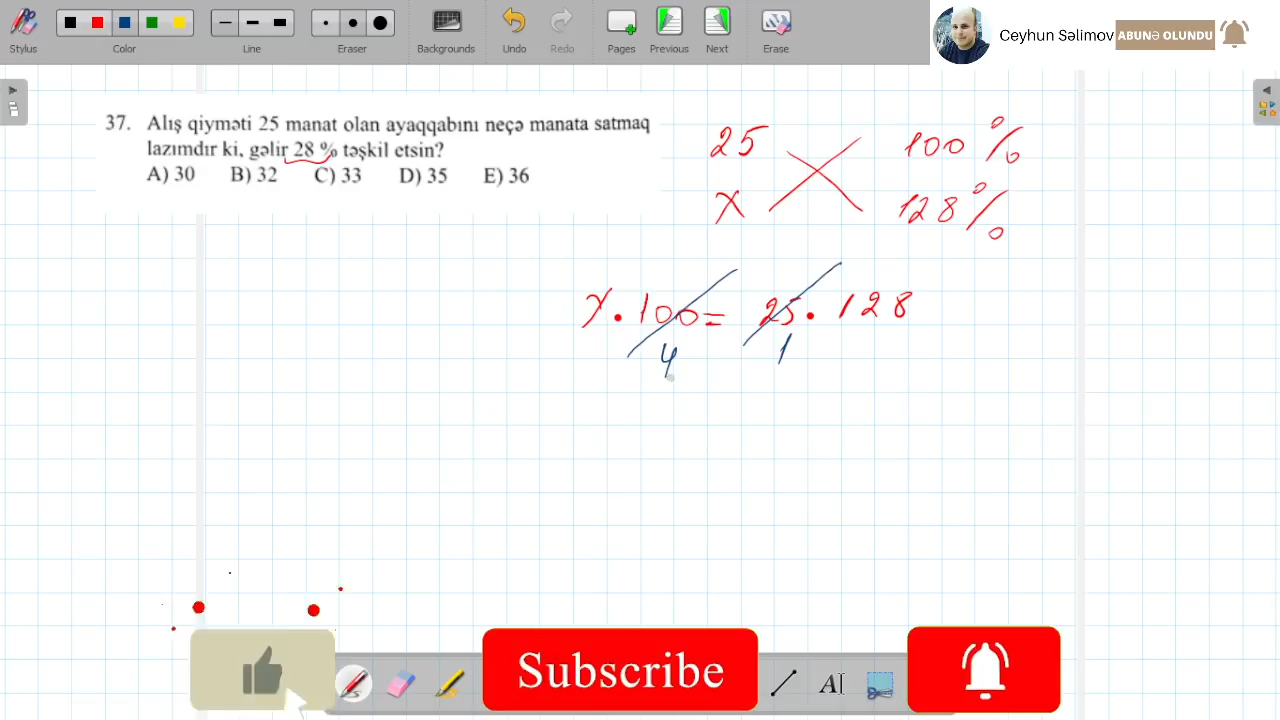 Stylus
Color
Line
Eraser
Backgrounds
Undo
Redo
Pages
Previous
Next
Erase
Ceyhun Səlimov
ABUNƏ OLUNDU
37. Alış qiyməti 25 manat olan ayaqqabını neçə manata satmaq
lazımdır ki, gəlir 28 % təşkil etsin?
A) 30 B) 32 C) 33 D) 35 E) 36
25 100%
x 128%
x · 100 = 25 · 128
4 1
Subscribe
AI